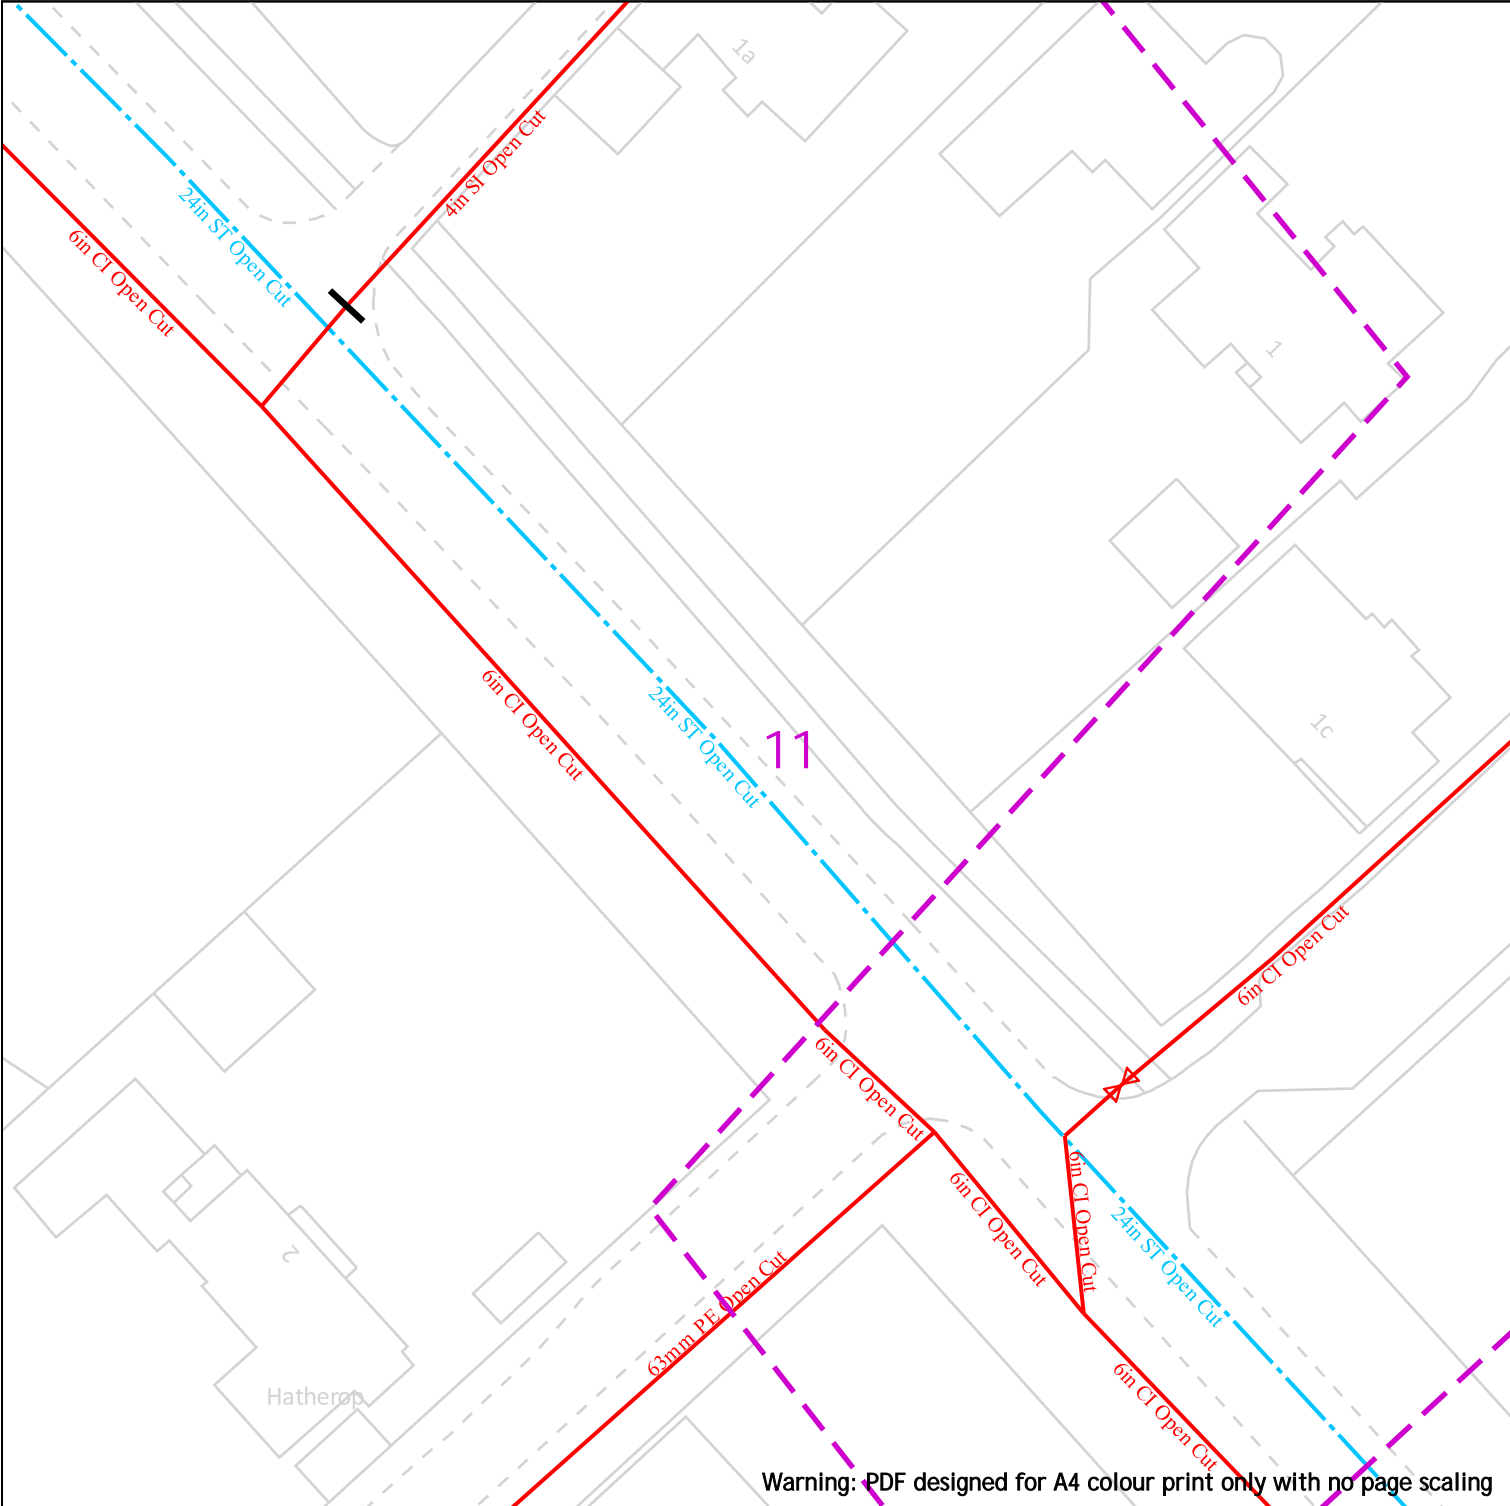 1a
4in SI Open Cut
24in ST Open Cut
6in CI Open Cut
1
6in CI Open Cut
24in ST Open Cut
11
1c
6in CI Open Cut
6in CI Open Cut
6in CI Open Cut
6in CI Open Cut
24in ST Open Cut
2
63mm PE Open Cut
Hatherop
6in CI Open Cut
Warning: PDF designed for A4 colour print only with no page scaling